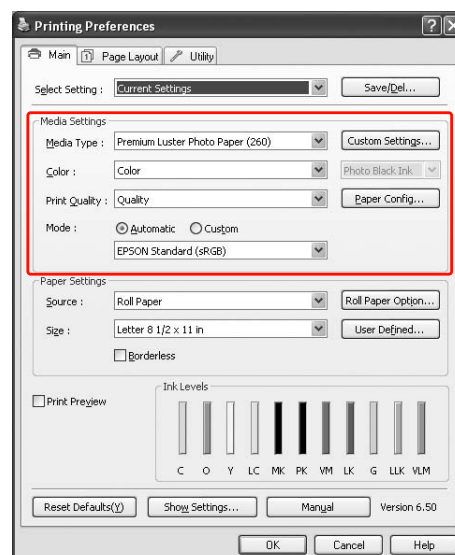 Printing Preferences
Main 1 Page Layout Utility
Select Setting : Current Settings Save/Del...
Media Settings
Media Type : Premium Luster Photo Paper (260) Custom Settings...
Color : Color Photo Black Ink
Print Quality : Quality Paper Config...
Mode : Automatic Custom
EPSON Standard (sRGB)
Paper Settings
Source : Roll Paper Roll Paper Option...
Size : Letter 8 1/2 x 11 in User Defined...
Borderless
Print Preview
Ink Levels
C O Y LC MK PK VM LK G LLK VLM
Reset Defaults(Y) Show Settings... Manual Version 6.50
OK Cancel Help